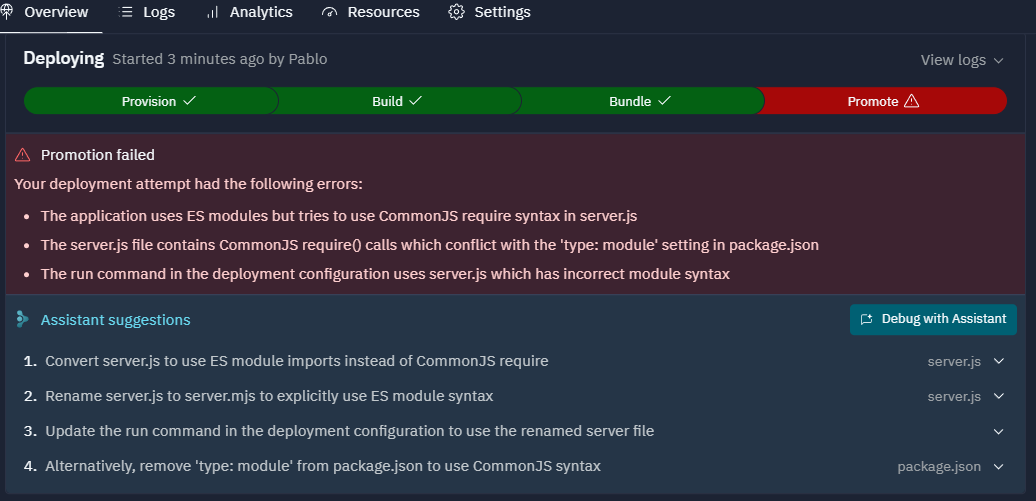 Overview Logs Analytics Resources Settings
Deploying Started 3 minutes ago by Pablo View logs
Provision Build Bundle Promote
Promotion failed
Your deployment attempt had the following errors:
• The application uses ES modules but tries to use CommonJS require syntax in server.js
• The server.js file contains CommonJS require() calls which conflict with the 'type: module' setting in package.json
• The run command in the deployment configuration uses server.js which has incorrect module syntax
Assistant suggestions Debug with Assistant
1. Convert server.js to use ES module imports instead of CommonJS require server.js
2. Rename server.js to server.mjs to explicitly use ES module syntax server.js
3. Update the run command in the deployment configuration to use the renamed server file
4. Alternatively, remove 'type: module' from package.json to use CommonJS syntax package.json